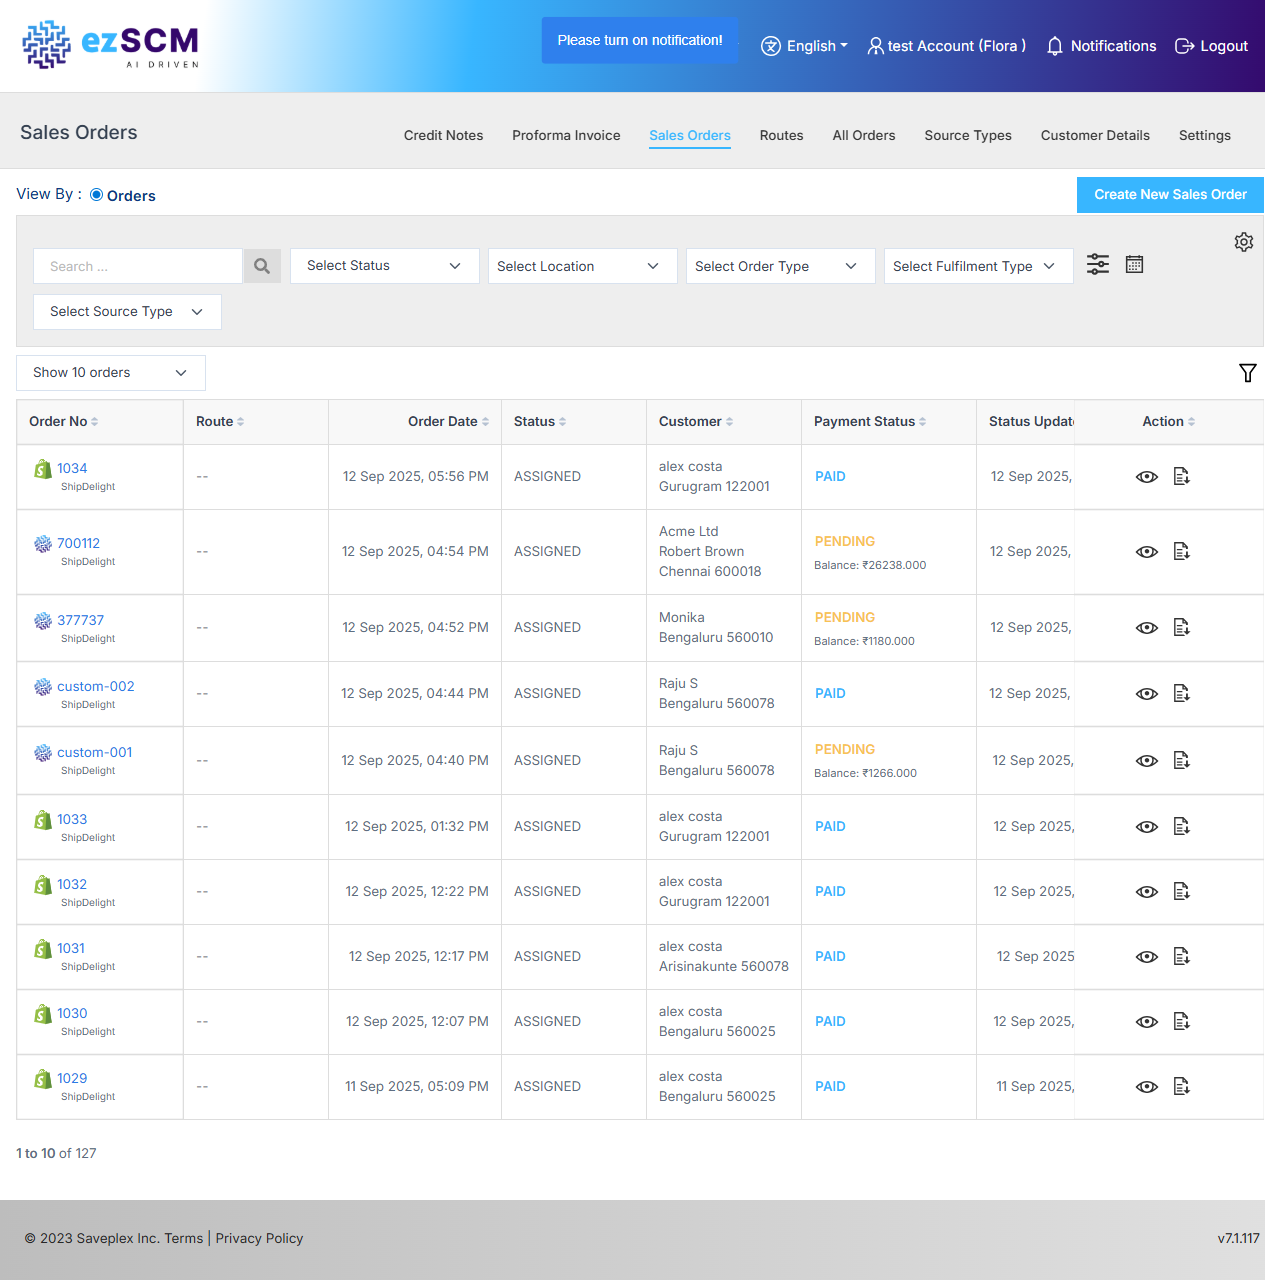 ezSCM
AI DRIVEN
Please turn on notification!
English
test Account (Flora )
Notifications
Logout
Sales Orders
Credit Notes
Proforma Invoice
Sales Orders
Routes
All Orders
Source Types
Customer Details
Settings
View By :
Orders
Create New Sales Order
Search ...
Select Status
Select Location
Select Order Type
Select Fulfilment Type
Select Source Type
Show 10 orders
Order No
Route
Order Date
Status
Customer
Payment Status
Status Updat
Action
1034
ShipDelight
--
12 Sep 2025, 05:56 PM
ASSIGNED
alex costa
Gurugram 122001
PAID
12 Sep 2025,
700112
ShipDelight
--
12 Sep 2025, 04:54 PM
ASSIGNED
Acme Ltd
Robert Brown
Chennai 600018
PENDING
Balance: ₹26238.000
12 Sep 2025,
377737
ShipDelight
--
12 Sep 2025, 04:52 PM
ASSIGNED
Monika
Bengaluru 560010
PENDING
Balance: ₹1180.000
12 Sep 2025,
custom-002
ShipDelight
--
12 Sep 2025, 04:44 PM
ASSIGNED
Raju S
Bengaluru 560078
PAID
12 Sep 2025,
custom-001
ShipDelight
--
12 Sep 2025, 04:40 PM
ASSIGNED
Raju S
Bengaluru 560078
PENDING
Balance: ₹1266.000
12 Sep 2025,
1033
ShipDelight
--
12 Sep 2025, 01:32 PM
ASSIGNED
alex costa
Gurugram 122001
PAID
12 Sep 2025,
1032
ShipDelight
--
12 Sep 2025, 12:22 PM
ASSIGNED
alex costa
Gurugram 122001
PAID
12 Sep 2025,
1031
ShipDelight
--
12 Sep 2025, 12:17 PM
ASSIGNED
alex costa
Arisinakunte 560078
PAID
12 Sep 2025
1030
ShipDelight
--
12 Sep 2025, 12:07 PM
ASSIGNED
alex costa
Bengaluru 560025
PAID
12 Sep 2025,
1029
ShipDelight
--
11 Sep 2025, 05:09 PM
ASSIGNED
alex costa
Bengaluru 560025
PAID
11 Sep 2025,
1 to 10 of 127
© 2023 Saveplex Inc. Terms | Privacy Policy
v7.1.117